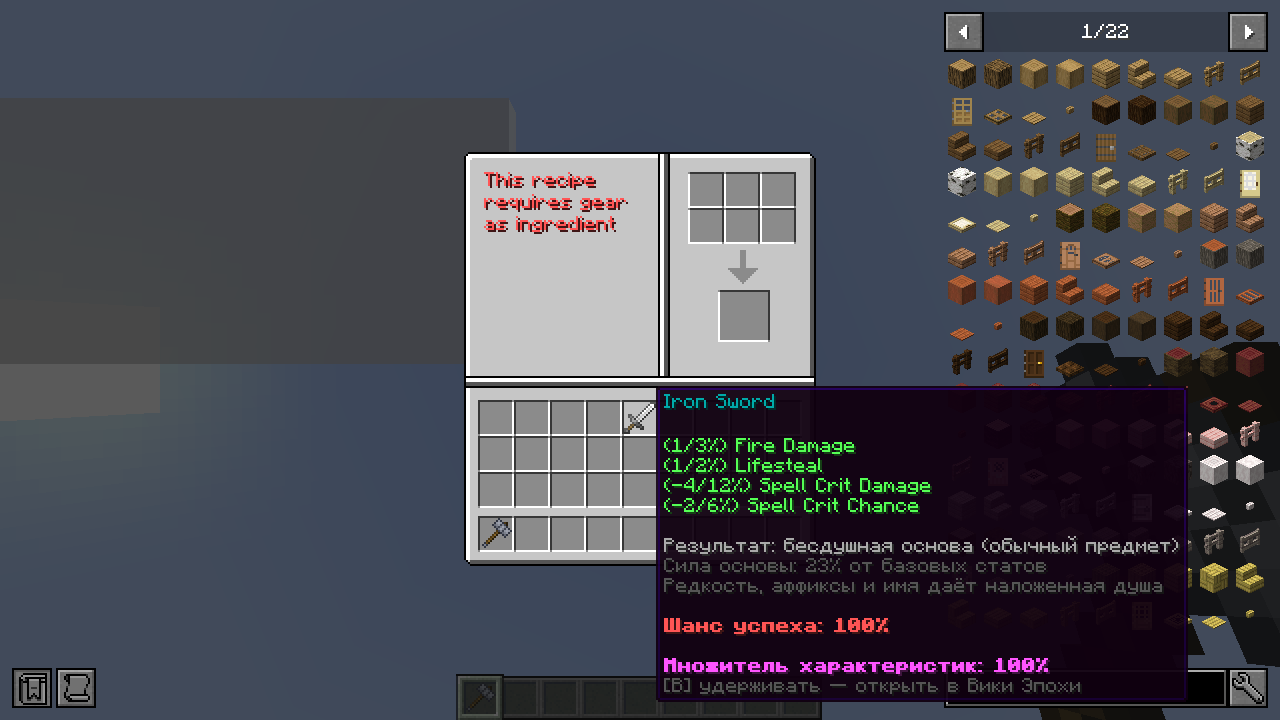 1/22
This recipe
requires gear
as ingredient
Iron Sword
(1/3%) Fire Damage
(1/2%) Lifesteal
(-4/12%) Spell Crit Damage
(-2/6%) Spell Crit Chance
Результат: бесдушная основа (обычный предмет)
Сила основы: 23% от базовых статов
Редкость, аффиксы и имя даёт наложенная душа
Шанс успеха: 100%
Множитель характеристик: 100%
[B] удерживать — открыть в Вики Эпохи